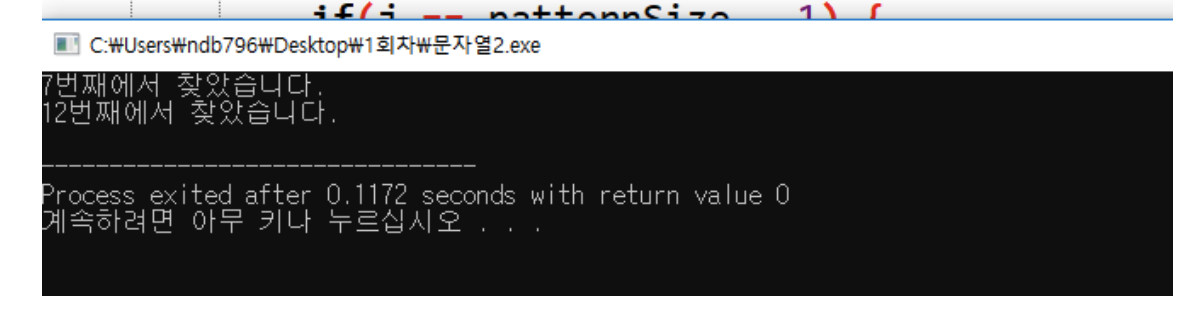 if(j == patternSize - 1) {
C:₩Users₩ndb796₩Desktop₩1회차₩문자열2.exe
7번째에서 찾았습니다.
12번째에서 찾았습니다.
--------------------------------
Process exited after 0.1172 seconds with return value 0
계속하려면 아무 키나 누르십시오 . . .